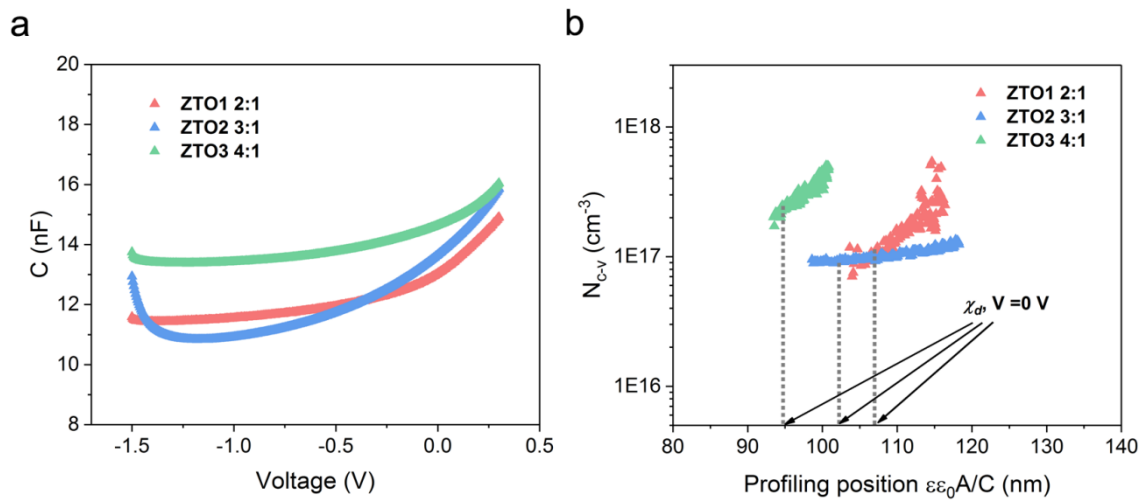 a
20
18
16
14
12
10
8
C (nF)
ZTO1 2:1
ZTO2 3:1
ZTO3 4:1
-1.5
-1.0
-0.5
0.0
0.5
Voltage (V)
b
1E18
1E17
1E16
N_{C-V} (cm^{-3})
ZTO1 2:1
ZTO2 3:1
ZTO3 4:1
χ_d, V =0 V
80
90
100
110
120
130
140
Profiling position εε_0A/C (nm)